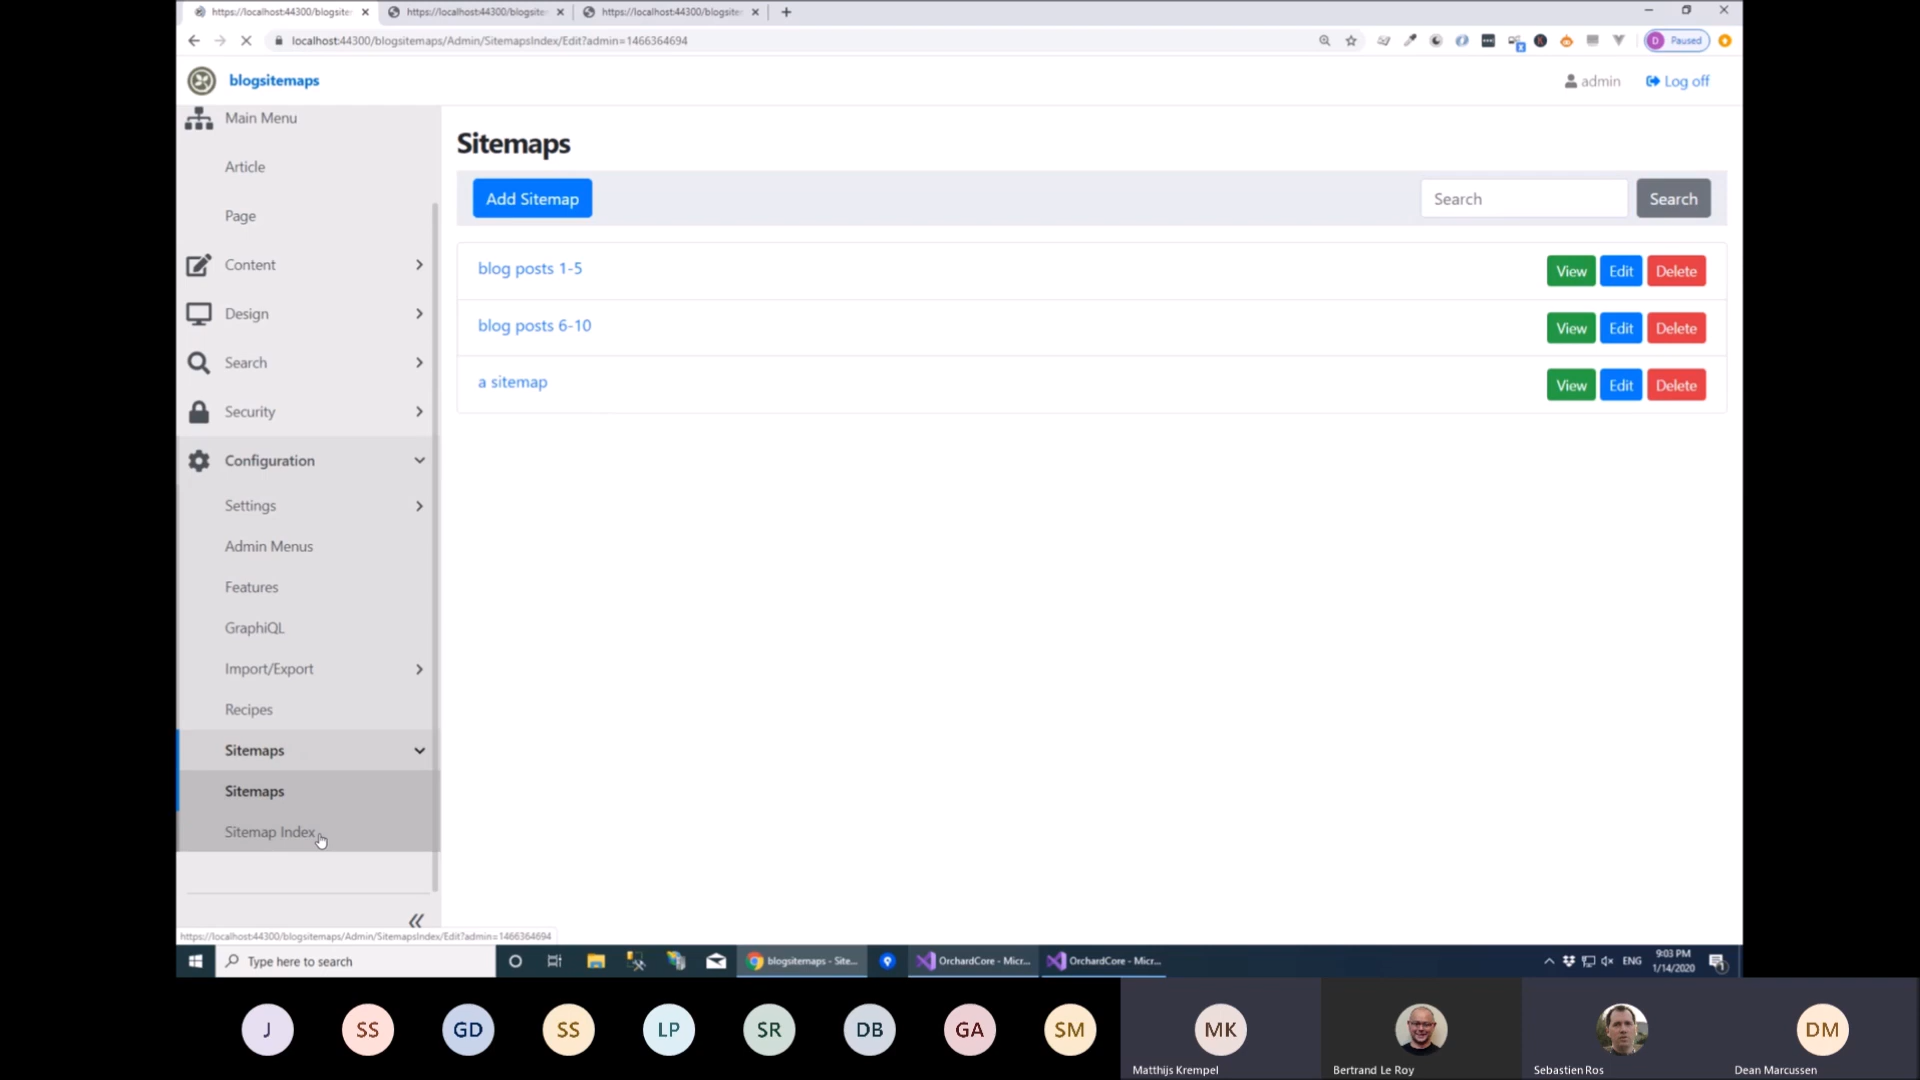 https://localhost:44300/blogsite
https://localhost:44300/blogsite
https://localhost:44300/blogsite
localhost:44300/blogsitemaps/Admin/SitemapsIndex/Edit?admin=1466364694
D Paused
blogsitemaps
admin
Log off
Main Menu
Article
Page
Content
Design
Search
Security
Configuration
Settings
Admin Menus
Features
GraphiQL
Import/Export
Recipes
Sitemaps
Sitemaps
Sitemap Index
Sitemaps
Add Sitemap
Search
Search
blog posts 1-5
View Edit Delete
blog posts 6-10
View Edit Delete
a sitemap
View Edit Delete
https://localhost:44300/blogsitemaps/Admin/SitemapsIndex/Edit?admin=1466364694
Type here to search
blogsitemaps - Site...
OrchardCore - Micr...
OrchardCore - Micr...
ENG
9:03 PM
1/14/2020
1
J
SS
GD
SS
LP
SR
DB
GA
SM
MK
DM
Matthijs Krempel
Bertrand Le Roy
Sebastien Ros
Dean Marcussen